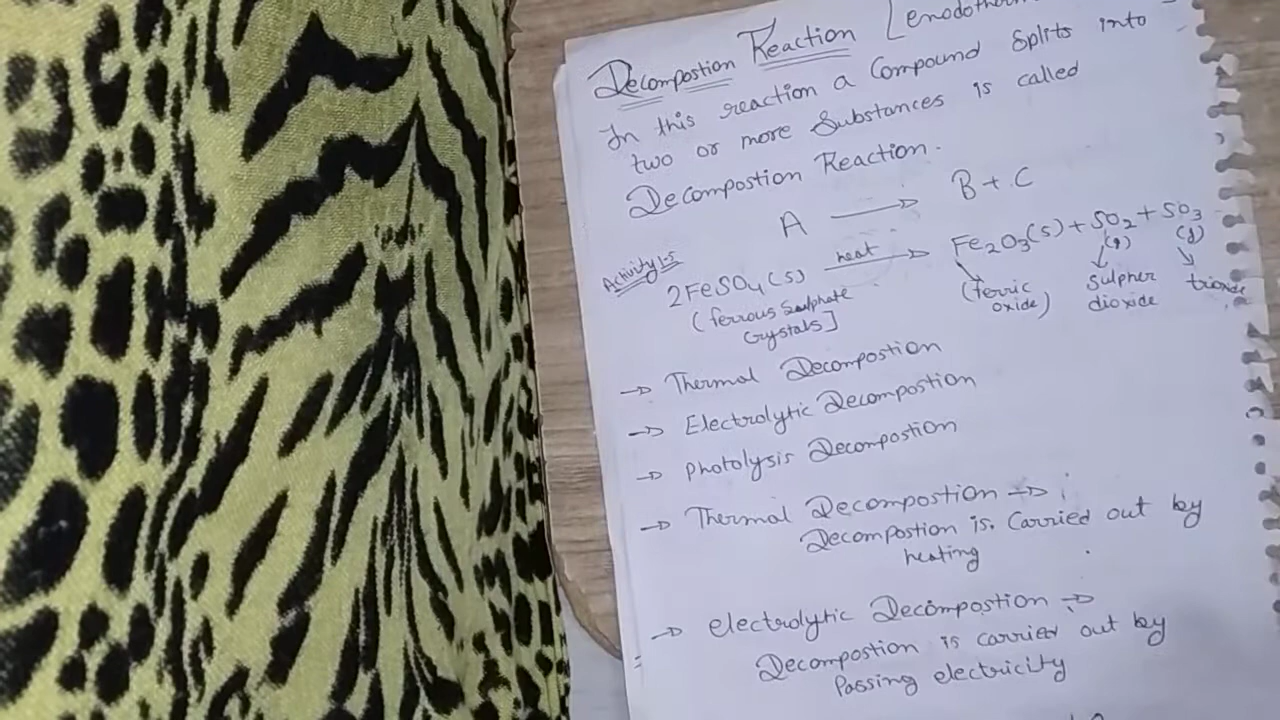 Decompostion Reaction [enodotherm
In this reaction a Compound Splits into
two or more Substances is called
Decompostion Reaction.
A → B + C
Activity 1.5
2FeSO4(s) heat → Fe2O3(s) + SO2 (g) + SO3 (g)
(ferrous Sulphate Crystals]
(ferric oxide)
Sulpher dioxide
trioxide
→ Thermal Decompostion
→ Electrolytic Decompostion
→ Photolysis Decompostion
→ Thermal Decompostion →
Decompostion is. Carried out by
heating
→ electrolytic Decompostion →
Decompostion is carried out by
Passing electricity